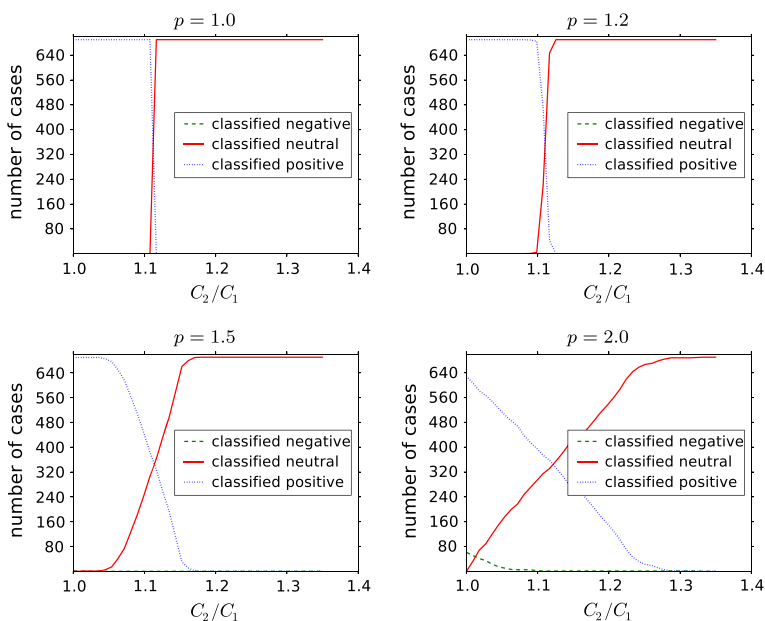 p = 1.0
number of cases
640
560
480
400
320
240
160
80
classified negative
classified neutral
classified positive
1.0 1.1 1.2 1.3 1.4
C₂/C₁
p = 1.2
number of cases
640
560
480
400
320
240
160
80
classified negative
classified neutral
classified positive
1.0 1.1 1.2 1.3 1.4
C₂/C₁
p = 1.5
number of cases
640
560
480
400
320
240
160
80
classified negative
classified neutral
classified positive
1.0 1.1 1.2 1.3 1.4
C₂/C₁
p = 2.0
number of cases
640
560
480
400
320
240
160
80
classified negative
classified neutral
classified positive
1.0 1.1 1.2 1.3 1.4
C₂/C₁